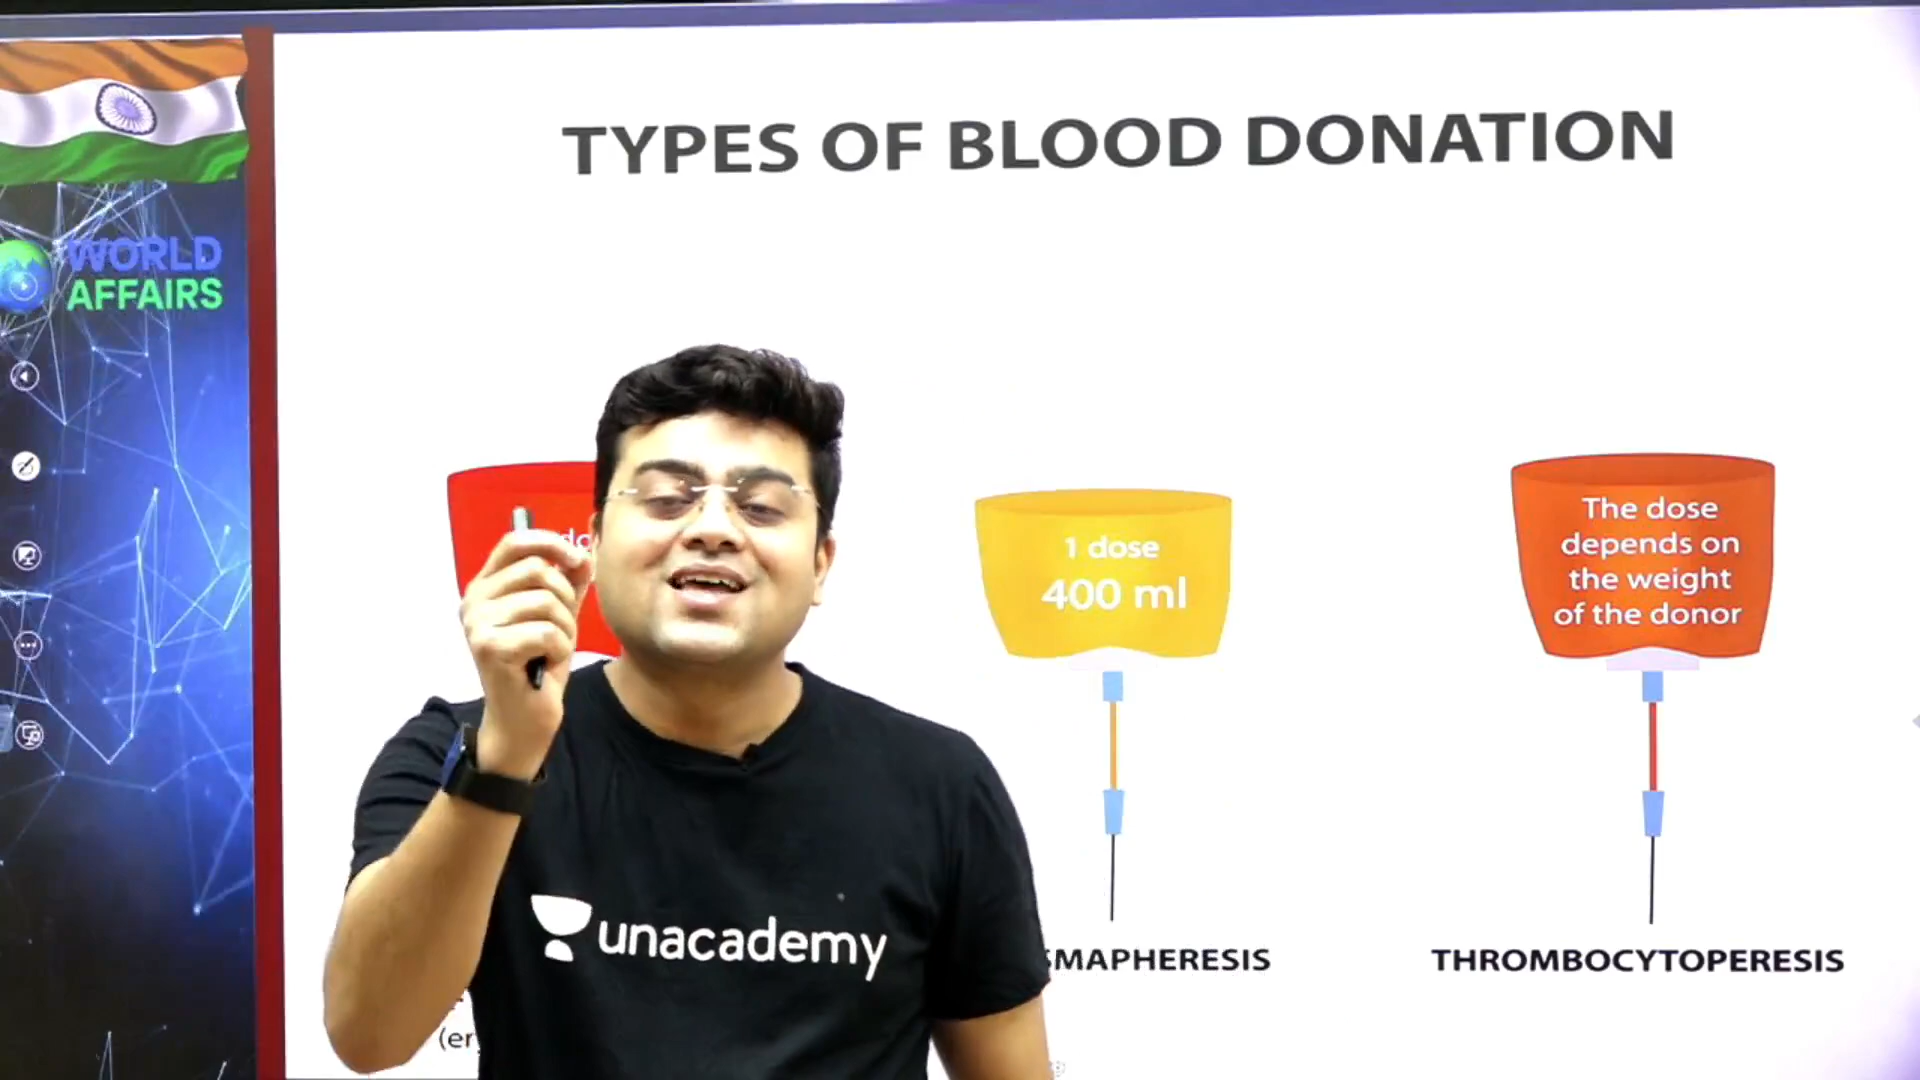 TYPES OF BLOOD DONATION
WORLD
AFFAIRS
1 dose
400 ml
The dose
depends on
the weight
of the donor
unacademy
THROMBOCYTOPERESIS